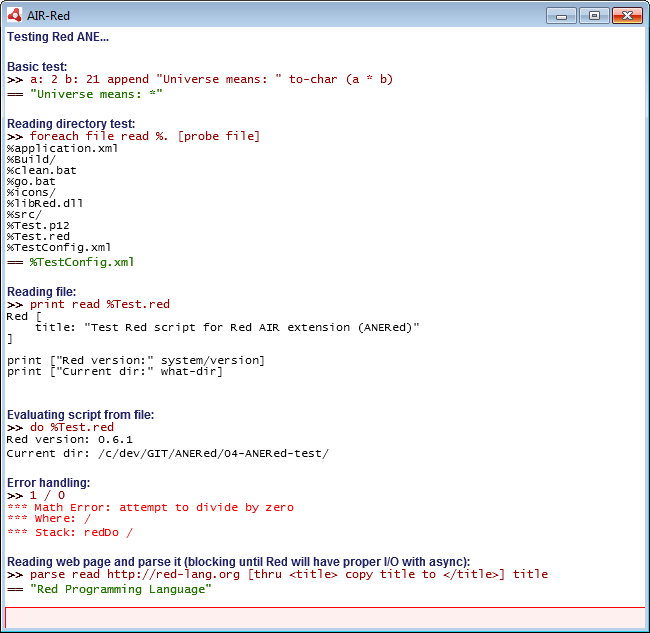 AIR-Red
Testing Red ANE...
Basic test:
>> a: 2 b: 21 append "Universe means: " to-char (a * b)
== "Universe means: *"
Reading directory test:
>> foreach file read %. [probe file]
%application.xml
%Build/
%clean.bat
%go.bat
%icons/
%libRed.dll
%src/
%Test.p12
%Test.red
%TestConfig.xml
== %TestConfig.xml
Reading file:
>> print read %Test.red
Red [
    title: "Test Red script for Red AIR extension (ANERed)"
]
print ["Red version:" system/version]
print ["Current dir:" what-dir]
Evaluating script from file:
>> do %Test.red
Red version: 0.6.1
Current dir: /c/dev/GIT/ANERed/04-ANERed-test/
Error handling:
>> 1 / 0
*** Math Error: attempt to divide by zero
*** Where: /
*** Stack: redDo /
Reading web page and parse it (blocking until Red will have proper I/O with async):
>> parse read http://red-lang.org [thru <title> copy title to </title>] title
== "Red Programming Language"